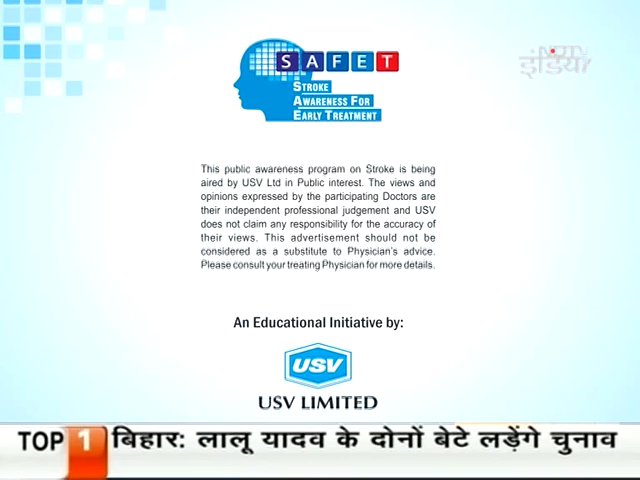 SAFET
NDTV
इंडिया
STROKE
AWARENESS FOR
EARLY TREATMENT
This public awareness program on Stroke is being
aired by USV Ltd in Public interest. The views and
opinions expressed by the participating Doctors are
their independent professional judgement and USV
does not claim any responsibility for the accuracy of
their views. This advertisement should not be
considered as a substitute to Physician's advice.
Please consult your treating Physician for more details.
An Educational Initiative by:
USV
USV LIMITED
TOP 1 बिहार: लालू यादव के दोनों बेटे लड़ेंगे चुनाव